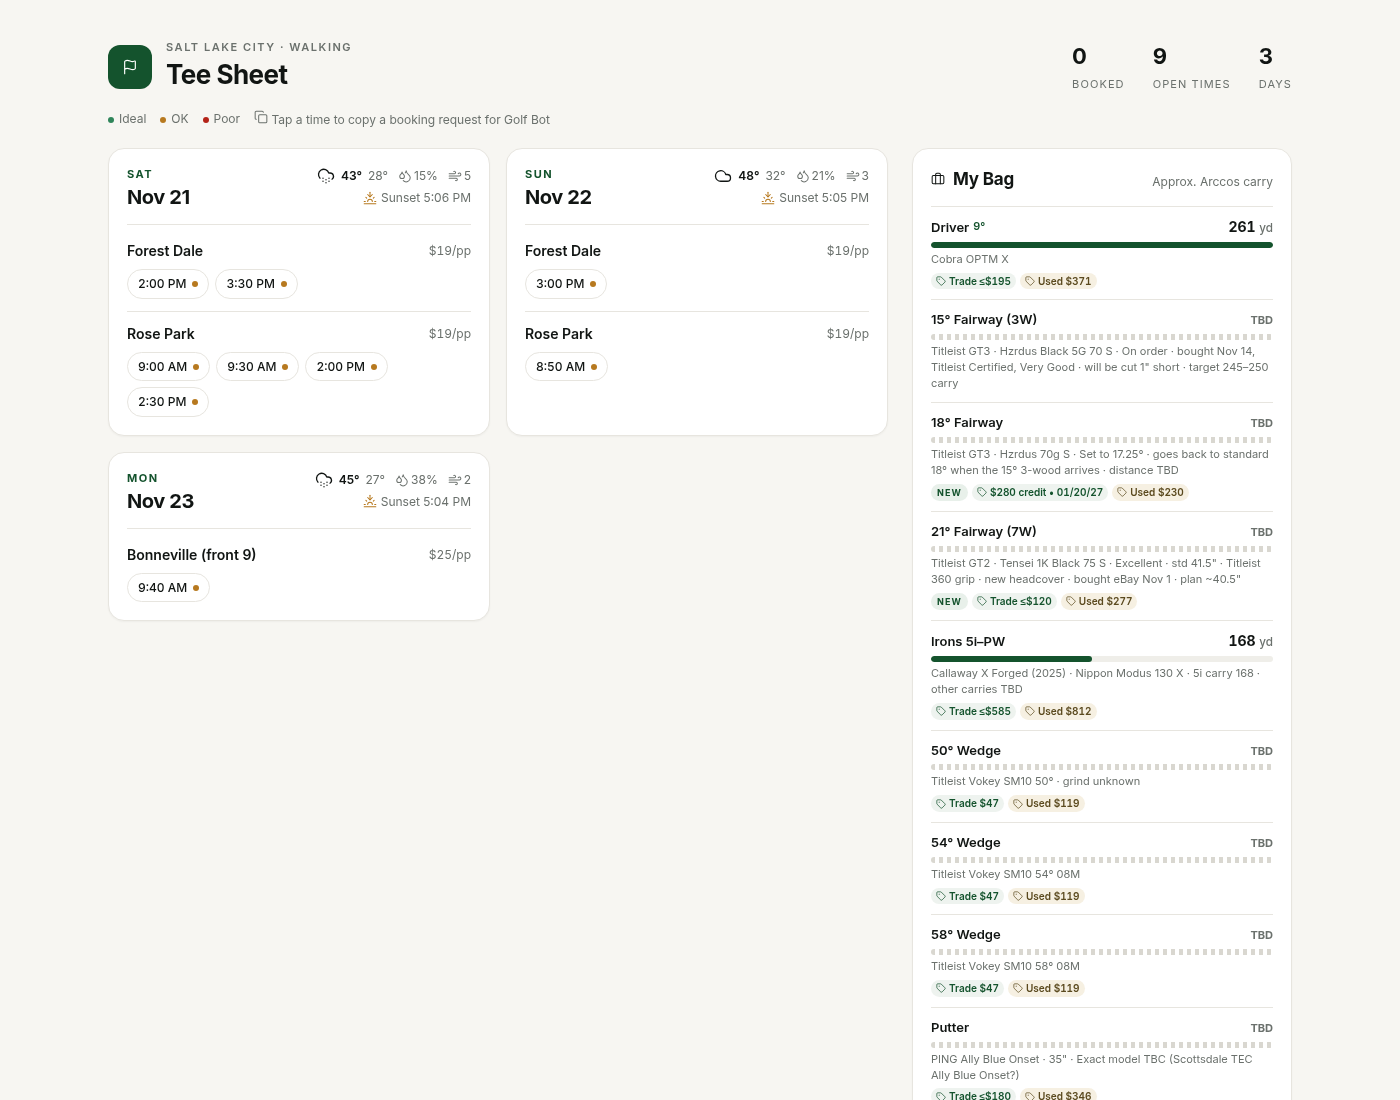 SALT LAKE CITY · WALKING
Tee Sheet
0
BOOKED
9
OPEN TIMES
3
DAYS
Ideal
OK
Poor
Tap a time to copy a booking request for Golf Bot
SAT
Nov 21
43° 28° 15% 5
Sunset 5:06 PM
Forest Dale
$19/pp
2:00 PM
3:30 PM
Rose Park
$19/pp
9:00 AM
9:30 AM
2:00 PM
2:30 PM
SUN
Nov 22
48° 32° 21% 3
Sunset 5:05 PM
Forest Dale
$19/pp
3:00 PM
Rose Park
$19/pp
8:50 AM
MON
Nov 23
45° 27° 38% 2
Sunset 5:04 PM
Bonneville (front 9)
$25/pp
9:40 AM
My Bag
Approx. Arccos carry
Driver 9°
261 yd
Cobra OPTM X
Trade ≤$195
Used $371
15° Fairway (3W)
TBD
Titleist GT3 · Hzrdus Black 5G 70 S · On order · bought Nov 14,
Titleist Certified, Very Good · will be cut 1" short · target 245–250
carry
18° Fairway
TBD
Titleist GT3 · Hzrdus 70g S · Set to 17.25° · goes back to standard
18° when the 15° 3-wood arrives · distance TBD
NEW
$280 credit • 01/20/27
Used $230
21° Fairway (7W)
TBD
Titleist GT2 · Tensei 1K Black 75 S · Excellent · std 41.5" · Titleist
360 grip · new headcover · bought eBay Nov 1 · plan ~40.5"
NEW
Trade ≤$120
Used $277
Irons 5i–PW
168 yd
Callaway X Forged (2025) · Nippon Modus 130 X · 5i carry 168 ·
other carries TBD
Trade ≤$585
Used $812
50° Wedge
TBD
Titleist Vokey SM10 50° · grind unknown
Trade $47
Used $119
54° Wedge
TBD
Titleist Vokey SM10 54° 08M
Trade $47
Used $119
58° Wedge
TBD
Titleist Vokey SM10 58° 08M
Trade $47
Used $119
Putter
TBD
PING Ally Blue Onset · 35" · Exact model TBC (Scottsdale TEC
Ally Blue Onset?)
Trade ≤$180
Used $346